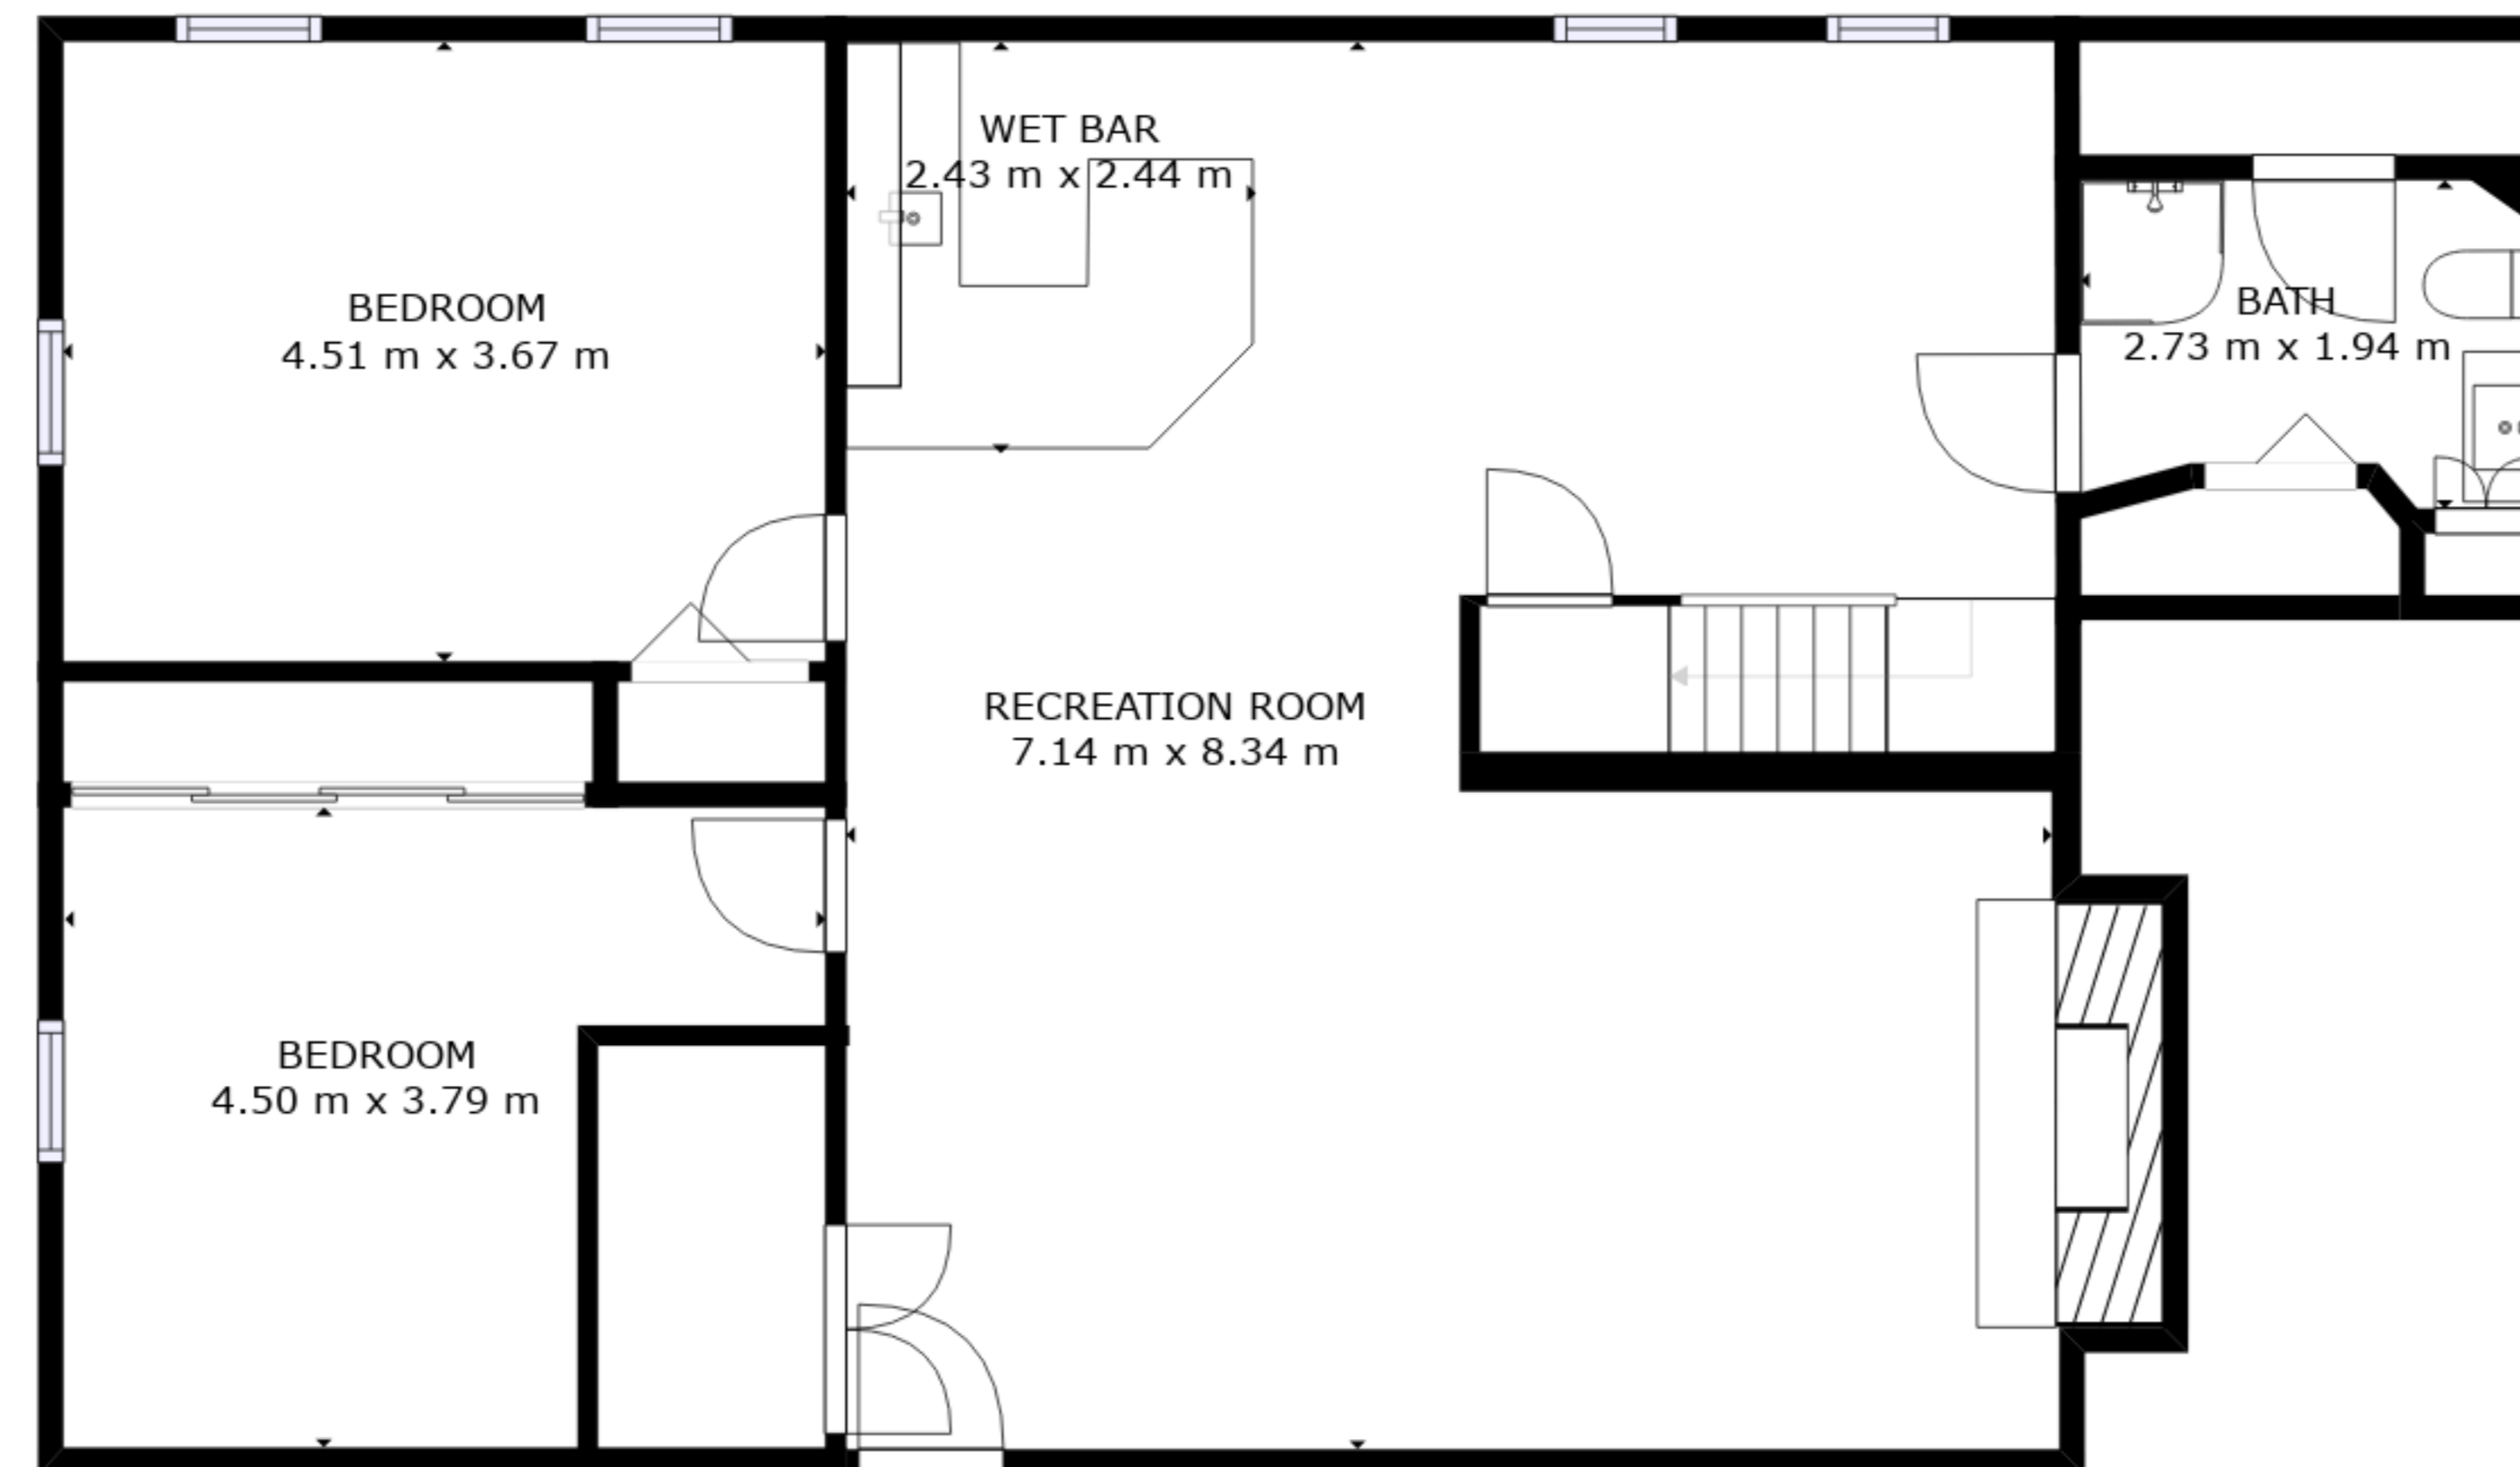 WET BAR
2.43 m x 2.44 m
BEDROOM
4.51 m x 3.67 m
BATH
2.73 m x 1.94 m
RECREATION ROOM
7.14 m x 8.34 m
BEDROOM
4.50 m x 3.79 m